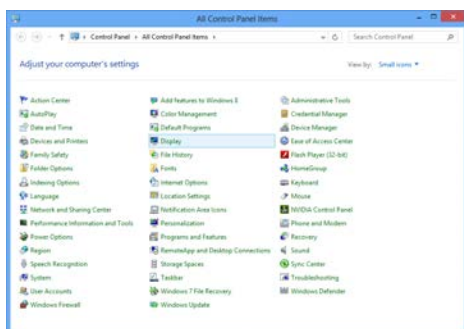 All Control Panel Items
Control Panel
All Control Panel Items
Search Control Panel
Adjust your computer's settings
View by: Small icons
Action Center
Add features to Windows 8
Administrative Tools
AutoPlay
Color Management
Credential Manager
Date and Time
Default Programs
Device Manager
Devices and Printers
Display
Ease of Access Center
Family Safety
File History
Flash Player (32-bit)
Folder Options
Fonts
HomeGroup
Indexing Options
Internet Options
Keyboard
Language
Location Settings
Mouse
Network and Sharing Center
Notification Area Icons
NVIDIA Control Panel
Performance Information and Tools
Personalization
Phone and Modem
Power Options
Programs and Features
Recovery
Region
RemoteApp and Desktop Connections
Sound
Speech Recognition
Storage Spaces
Sync Center
System
Taskbar
Troubleshooting
User Accounts
Windows 7 File Recovery
Windows Defender
Windows Firewall
Windows Update